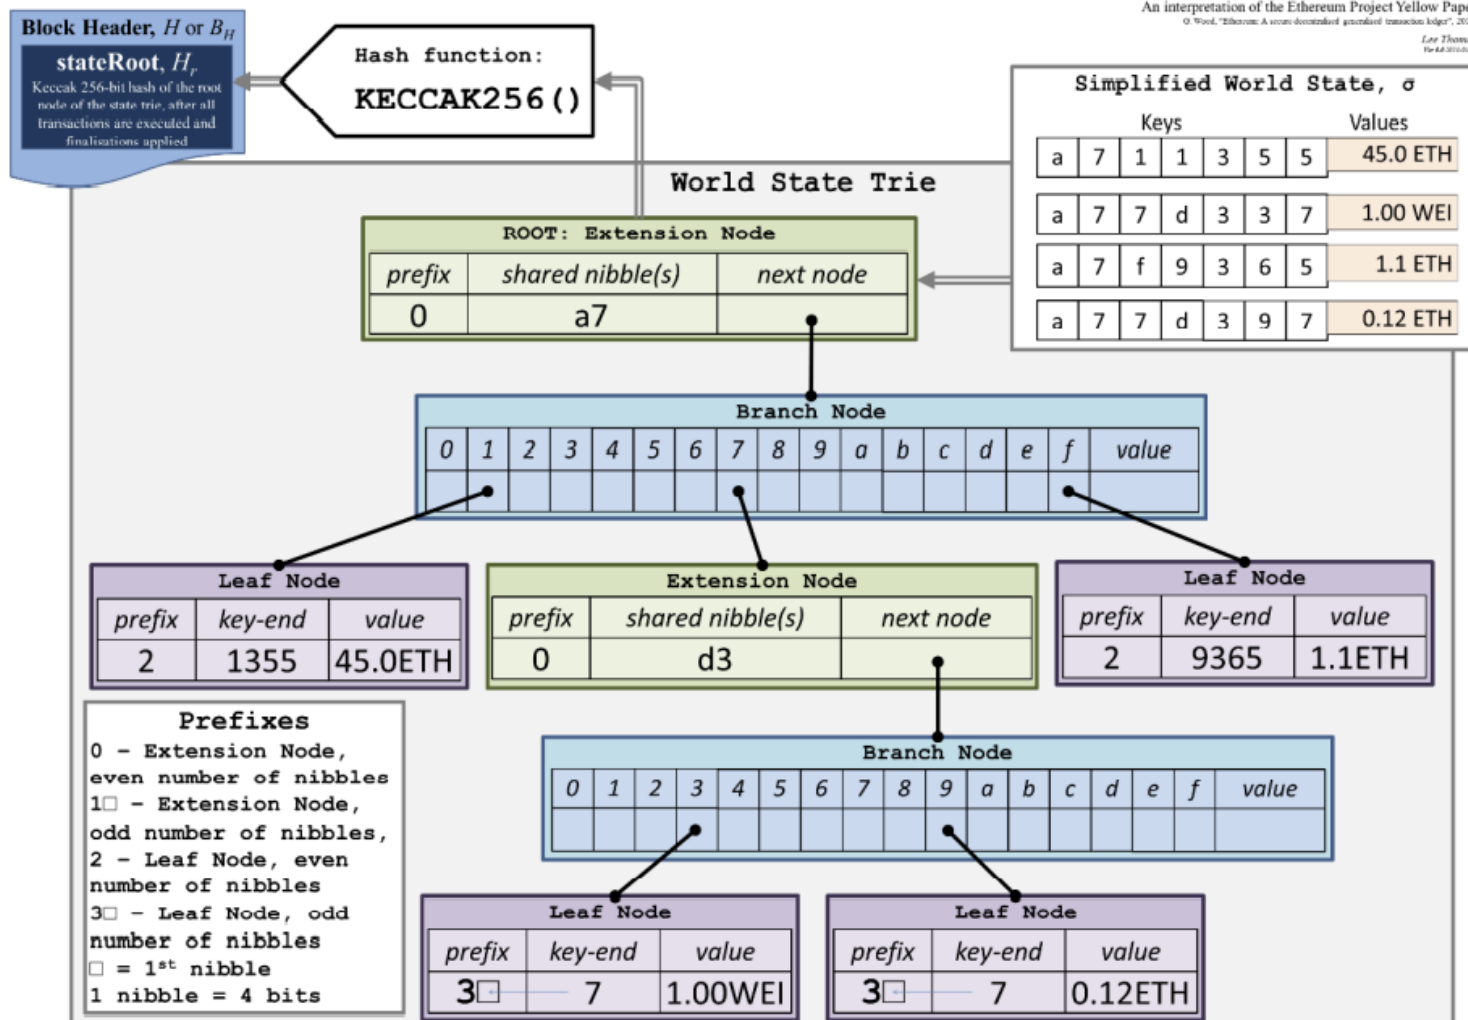 An interpretation of the Ethereum Project Yellow Pape
G. Wood, "Ethereum: A secure decentralised generalised transaction ledger", 201
Lee Thoma
Block Header, H or B_H
stateRoot, H_r
Keccak 256-bit hash of the root
node of the state trie, after all
transactions are executed and
finalisations applied
Hash function:
KECCAK256()
Simplified World State, σ
Keys Values
a 7 1 1 3 5 5 45.0 ETH
a 7 7 d 3 3 7 1.00 WEI
a 7 f 9 3 6 5 1.1 ETH
a 7 7 d 3 9 7 0.12 ETH
World State Trie
ROOT: Extension Node
prefix shared nibble(s) next node
0 a7
Branch Node
0 1 2 3 4 5 6 7 8 9 a b c d e f value
Leaf Node
prefix key-end value
2 1355 45.0ETH
Extension Node
prefix shared nibble(s) next node
0 d3
Leaf Node
prefix key-end value
2 9365 1.1ETH
Prefixes
0 – Extension Node,
even number of nibbles
1□ – Extension Node,
odd number of nibbles,
2 – Leaf Node, even
number of nibbles
3□ – Leaf Node, odd
number of nibbles
□ = 1st nibble
1 nibble = 4 bits
Branch Node
0 1 2 3 4 5 6 7 8 9 a b c d e f value
Leaf Node
prefix key-end value
3□ 7 1.00WEI
Leaf Node
prefix key-end value
3□ 7 0.12ETH